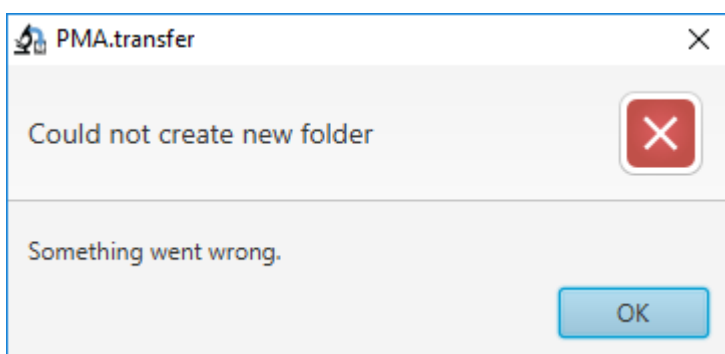 PMA.transfer
Could not create new folder
Something went wrong.
OK